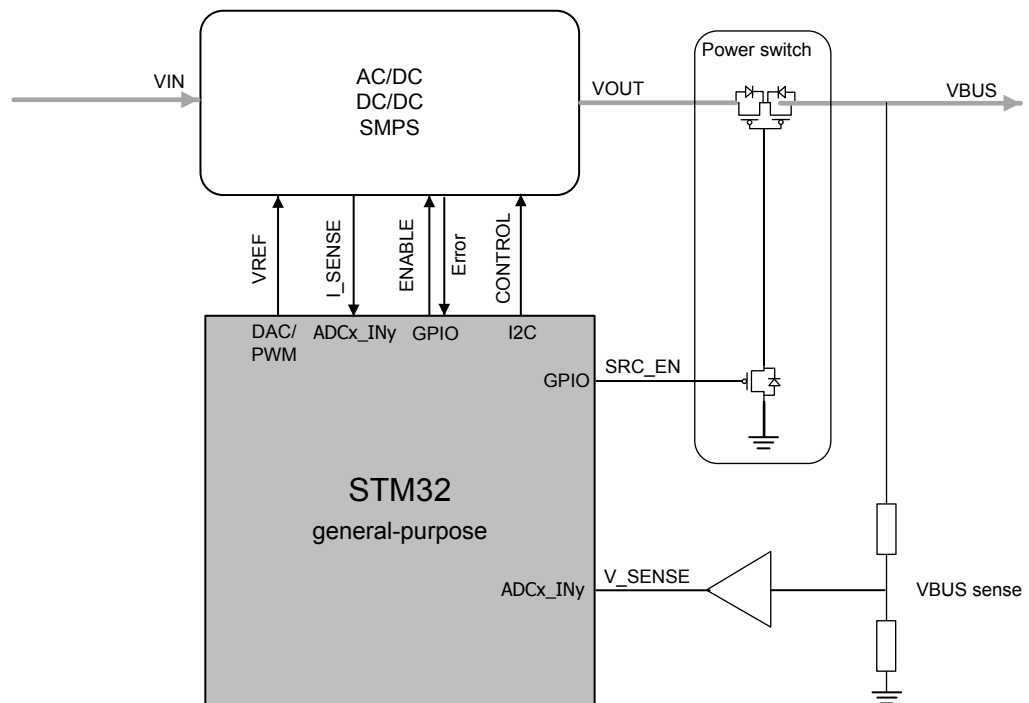 Power switch
VIN
AC/DC
DC/DC
SMPS
VOUT
VBUS
VREF
I_SENSE
ENABLE
Error
CONTROL
DAC/
PWM
ADCx_INy
GPIO
I2C
GPIO
SRC_EN
STM32
general-purpose
ADCx_INy
V_SENSE
VBUS sense